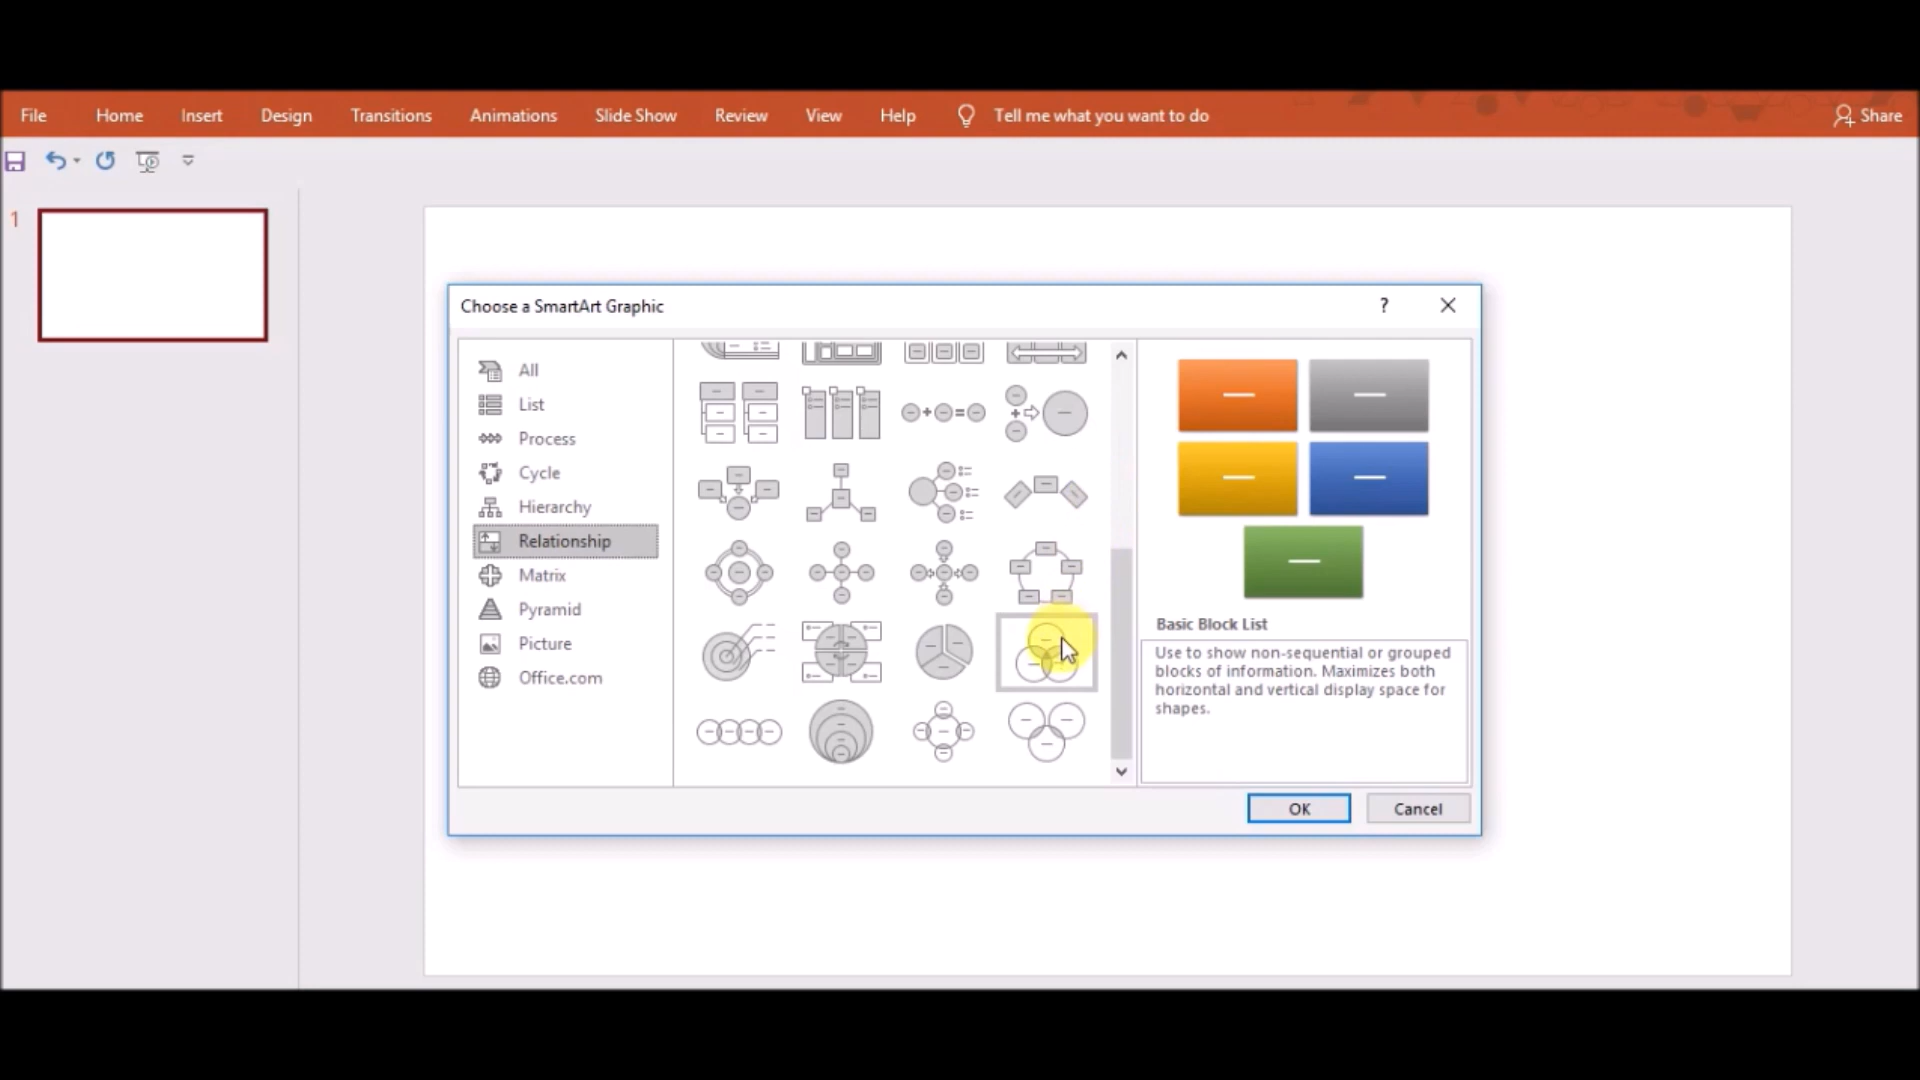 File Home Insert Design Transitions Animations Slide Show Review View Help Tell me what you want to do Share
1
Choose a SmartArt Graphic ?
All
List
Process
Cycle
Hierarchy
Relationship
Matrix
Pyramid
Picture
Office.com
Basic Block List
Use to show non-sequential or grouped
blocks of information. Maximizes both
horizontal and vertical display space for
shapes.
OK Cancel